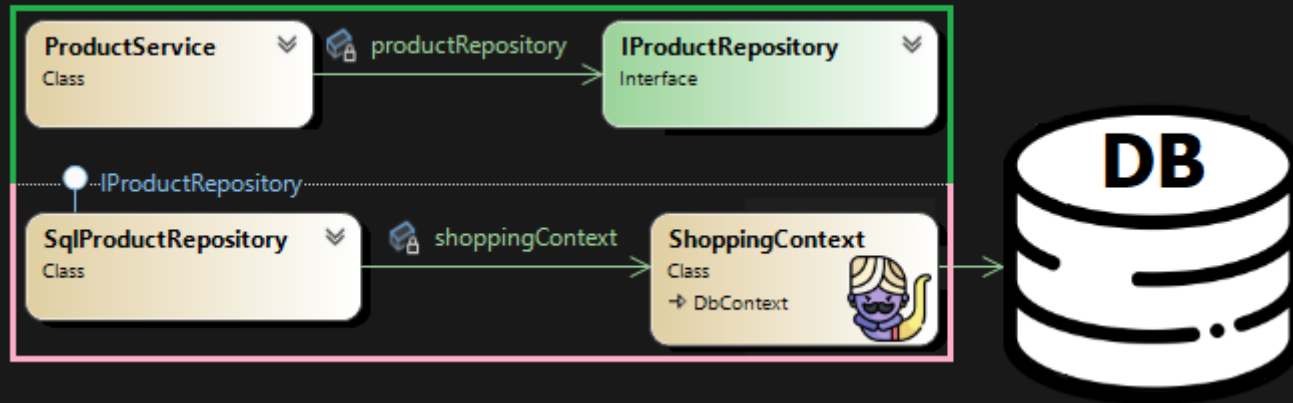 ProductService
Class
productRepository
IProductRepository
Interface
IProductRepository
SqlProductRepository
Class
shoppingContext
ShoppingContext
Class
DbContext
DB